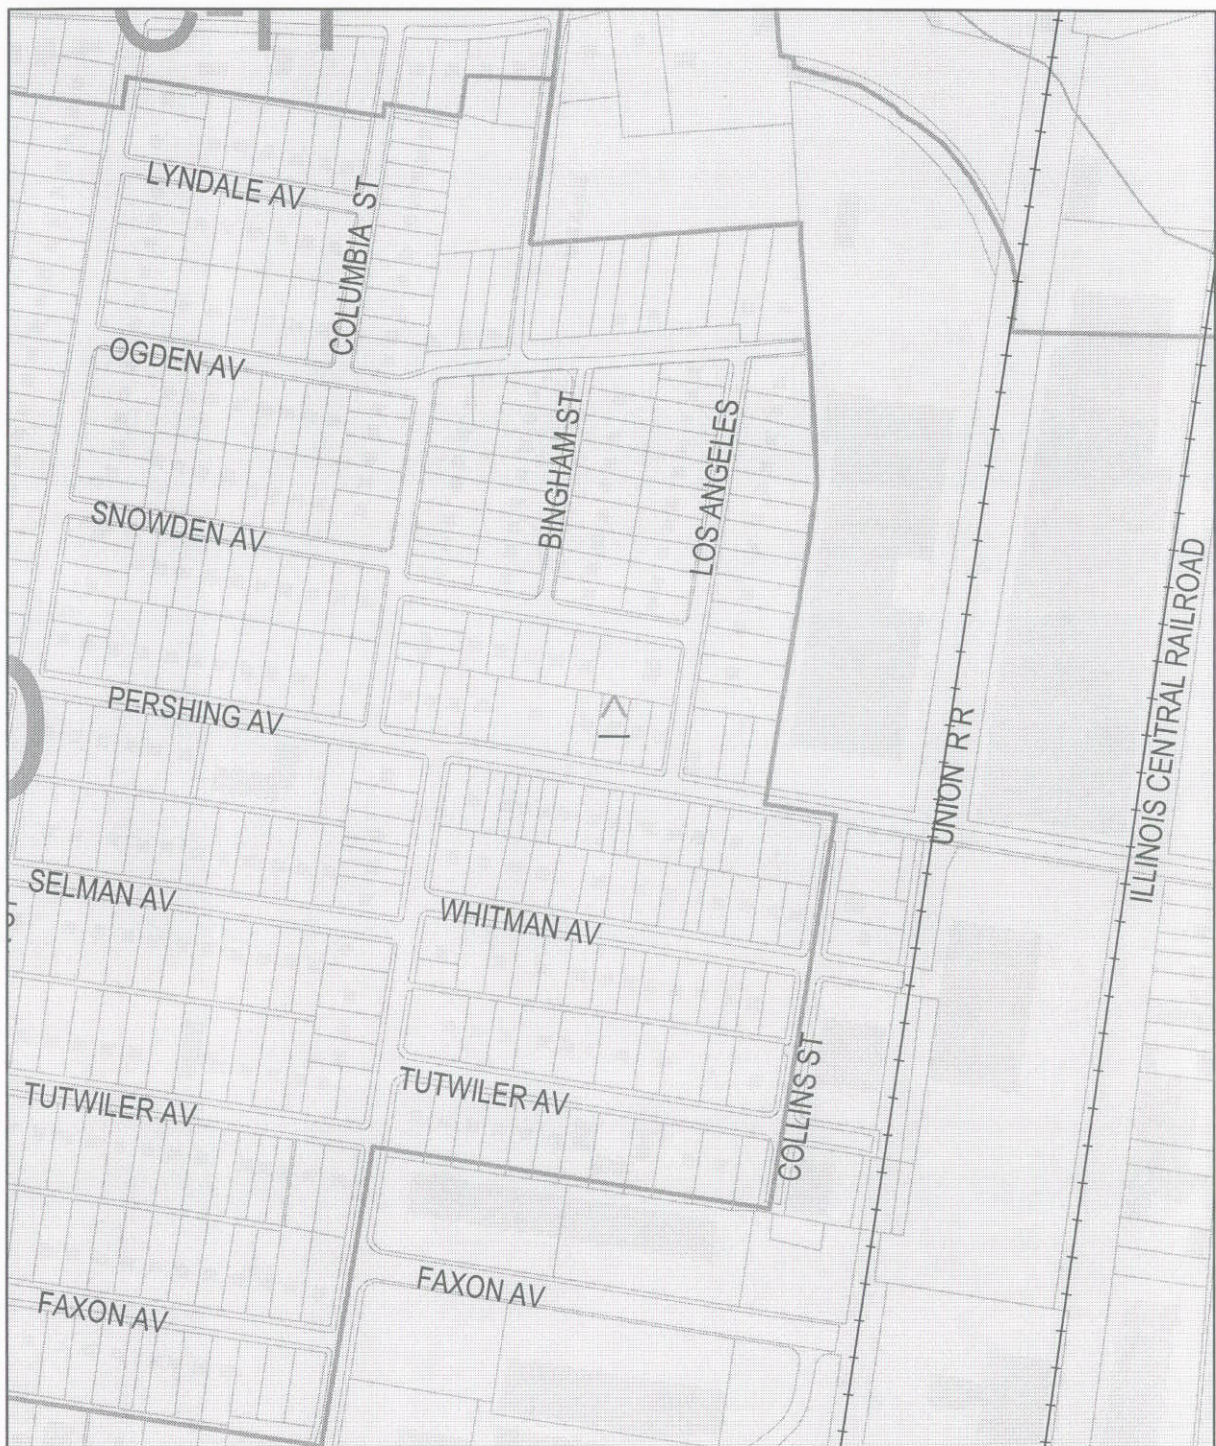 LYNDALE AV
COLUMBIA ST
OGDEN AV
BINGHAM ST
LOS ANGELES
SNOWDEN AV
PERSHING AV
UNION R R
ILLINOIS CENTRAL RAILROAD
SELMAN AV
WHITMAN AV
COLLINS ST
TUTWILER AV
TUTWILER AV
FAXON AV
FAXON AV